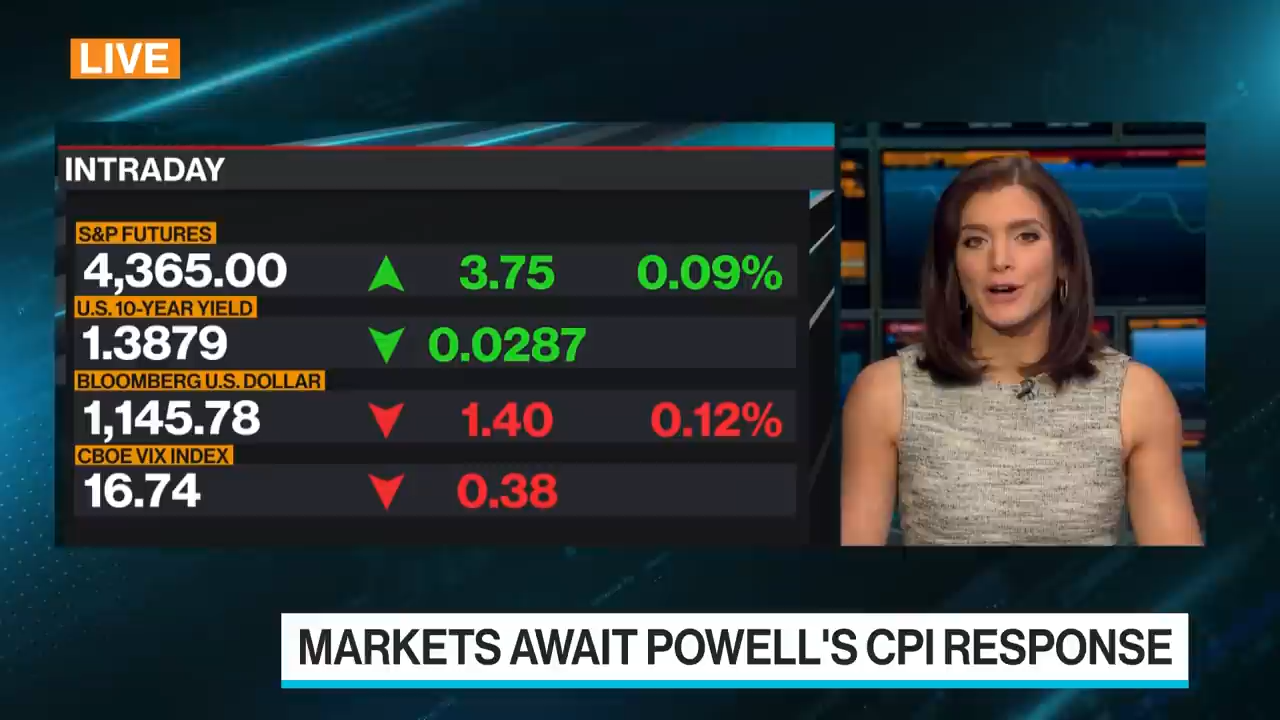 LIVE
INTRADAY
S&P FUTURES
4,365.00 3.75 0.09%
U.S. 10-YEAR YIELD
1.3879 0.0287
BLOOMBERG U.S. DOLLAR
1,145.78 1.40 0.12%
CBOE VIX INDEX
16.74 0.38
MARKETS AWAIT POWELL'S CPI RESPONSE